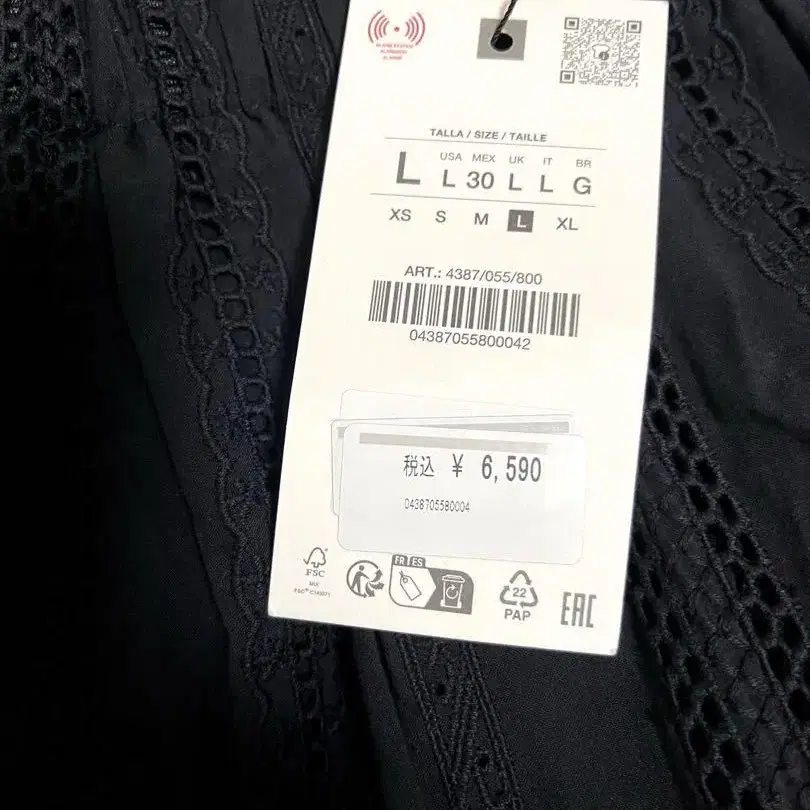 TALLA / SIZE / TAILLE
USA MEX UK IT BR
L L 30 L L G
XS S M L XL
ART.: 4387/055/800
04387055800042
税込 ¥ 6,590
0438705580004
FR ES
FSC
MIX
22
PAP
EAC